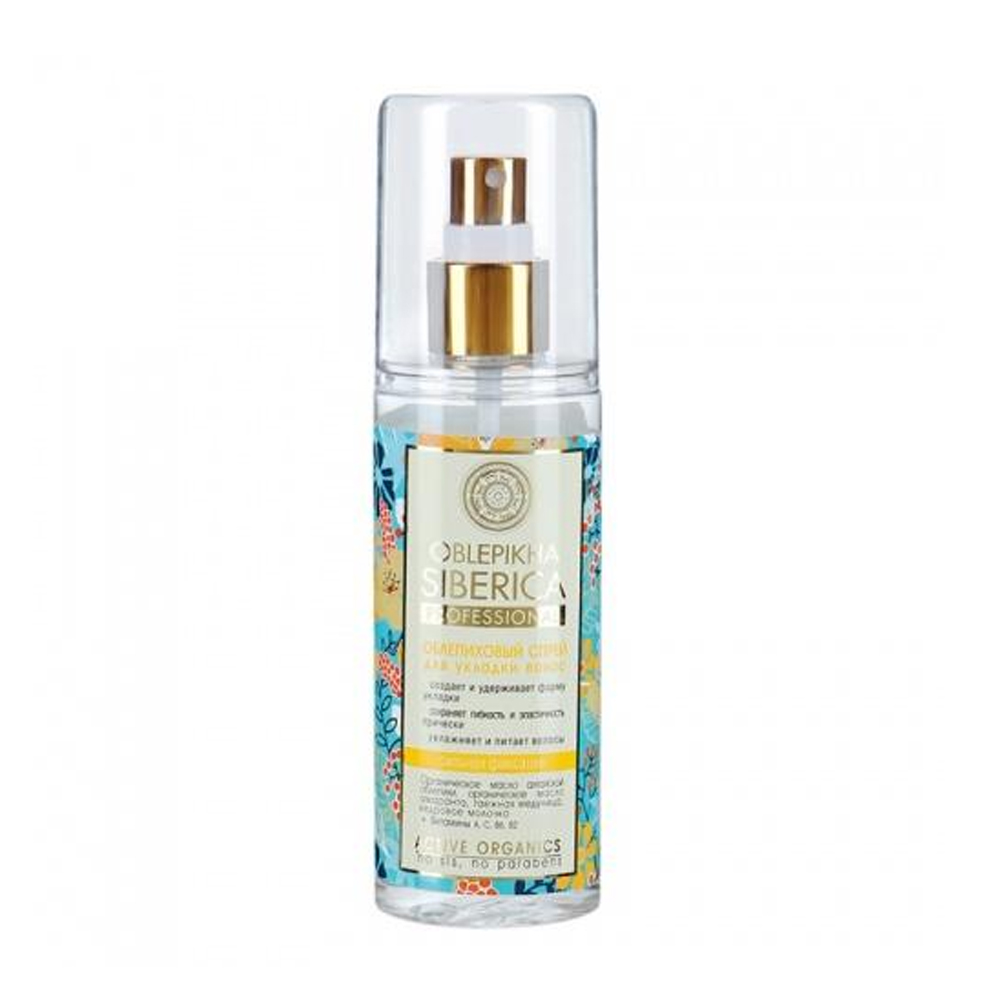 OBLEPIKHA
SIBERICA
PROFESSIONAL
ОБЛЕПИХОВЫЙ СПРЕЙ
ДЛЯ УКЛАДКИ ВОЛОС
создает и удерживает форму
укладки
сохраняет гибкость и эластичность
прически
увлажняет и питает волосы
сильная фиксация
Органическое масло алтайской
облепихи, органическое масло
амаранта, таежная медуница,
кедровое молочко
+ Витамины А, С, В6, В2
ACTIVE ORGANICS
no sls, no parabens